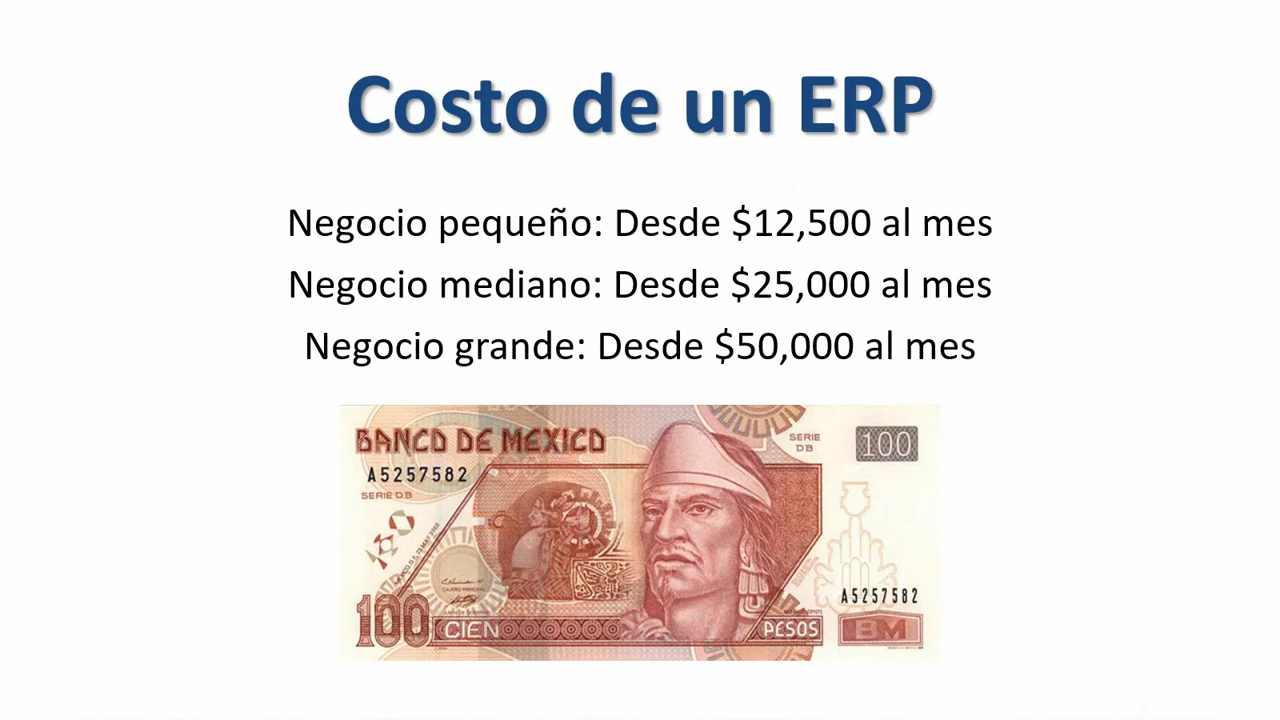 Costo de un ERP
Negocio pequeño: Desde $12,500 al mes
Negocio mediano: Desde $25,000 al mes
Negocio grande: Desde $50,000 al mes
BANCO DE MEXICO
SERIE
DB
100
A5257582
SERIE DB
A5257582
100
CIEN
PESOS
BM